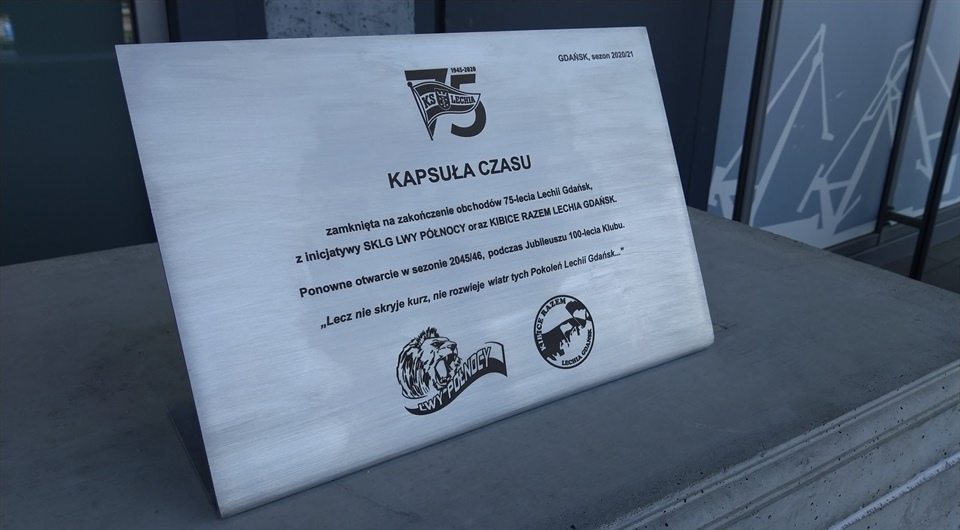 GDAŃSK, sezon 2020/21
1945-2020
75
KS LECHIA
KAPSUŁA CZASU
zamknięta na zakończenie obchodów 75-lecia Lechii Gdańsk,
z inicjatywy SKLG LWY PÓŁNOCY oraz KIBICE RAZEM LECHIA GDAŃSK.
Ponowne otwarcie w sezonie 2045/46, podczas Jubileuszu 100-lecia Klubu.
„Lecz nie skryje kurz, nie rozwieje wiatr tych Pokoleń Lechii Gdańsk...”
LWY PÓŁNOCY
KIBICE RAZEM
LECHIA GDAŃSK